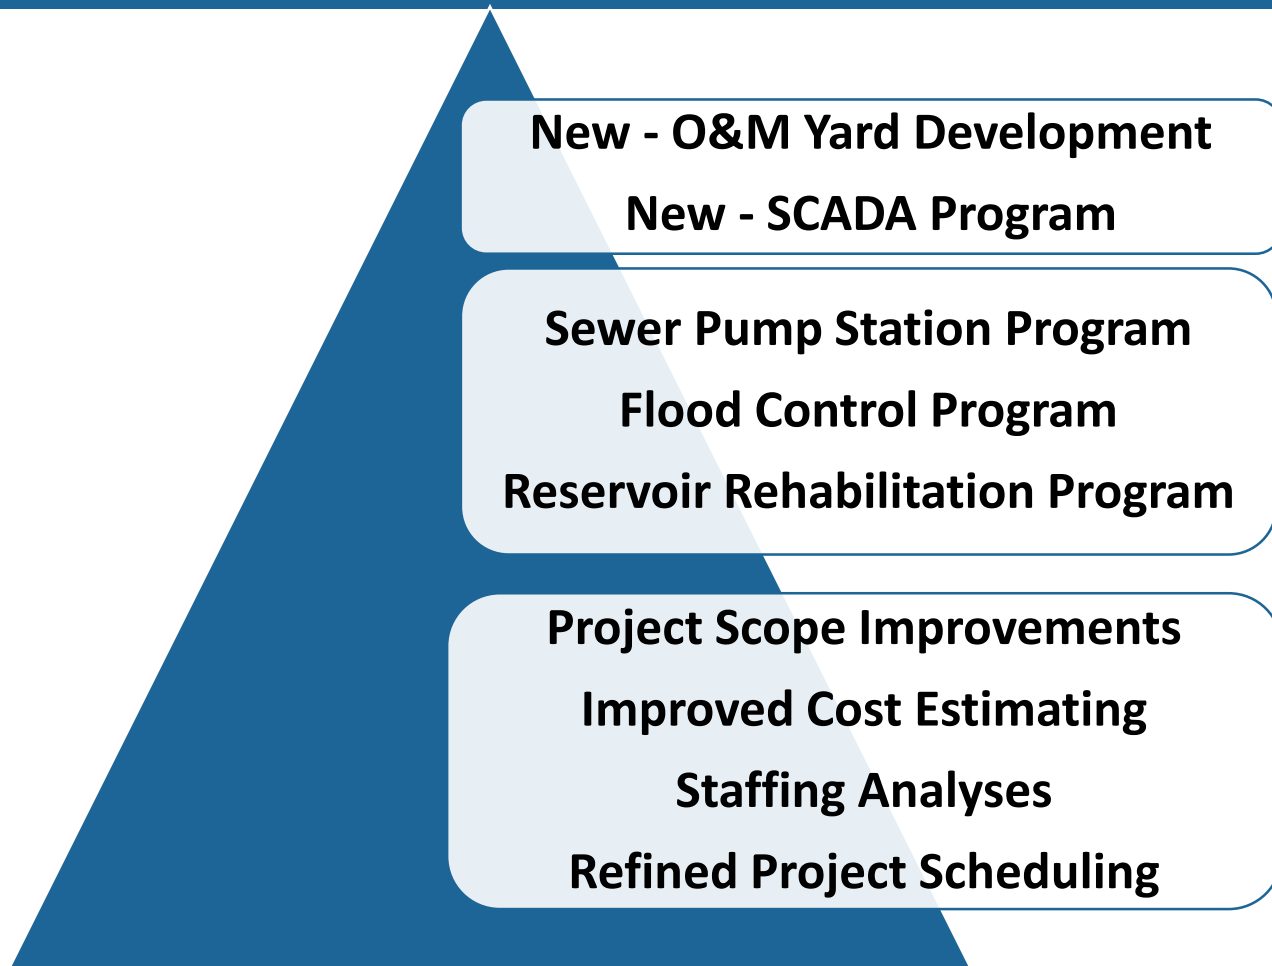 New - O&M Yard Development
New - SCADA Program
Sewer Pump Station Program
Flood Control Program
Reservoir Rehabilitation Program
Project Scope Improvements
Improved Cost Estimating
Staffing Analyses
Refined Project Scheduling